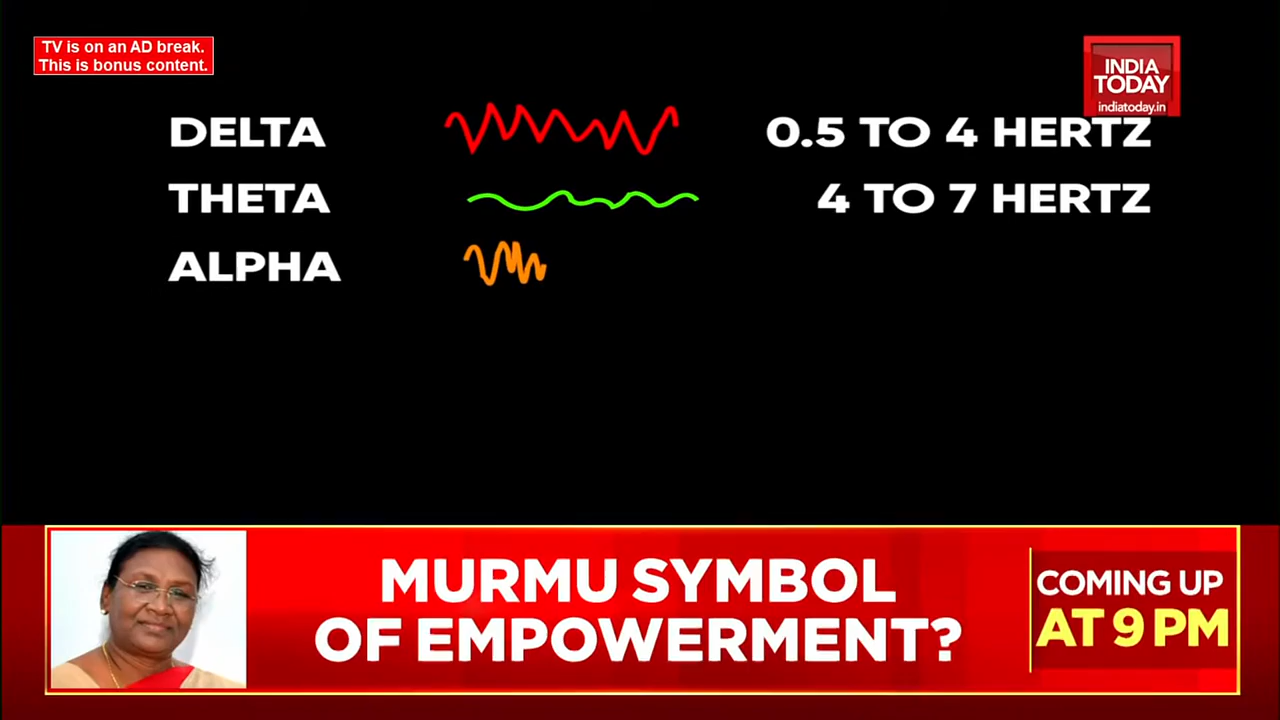 TV is on an AD break.
This is bonus content.
INDIA
TODAY
indiatoday.in
DELTA 0.5 TO 4 HERTZ
THETA 4 TO 7 HERTZ
ALPHA
MURMU SYMBOL
OF EMPOWERMENT?
COMING UP
AT 9 PM